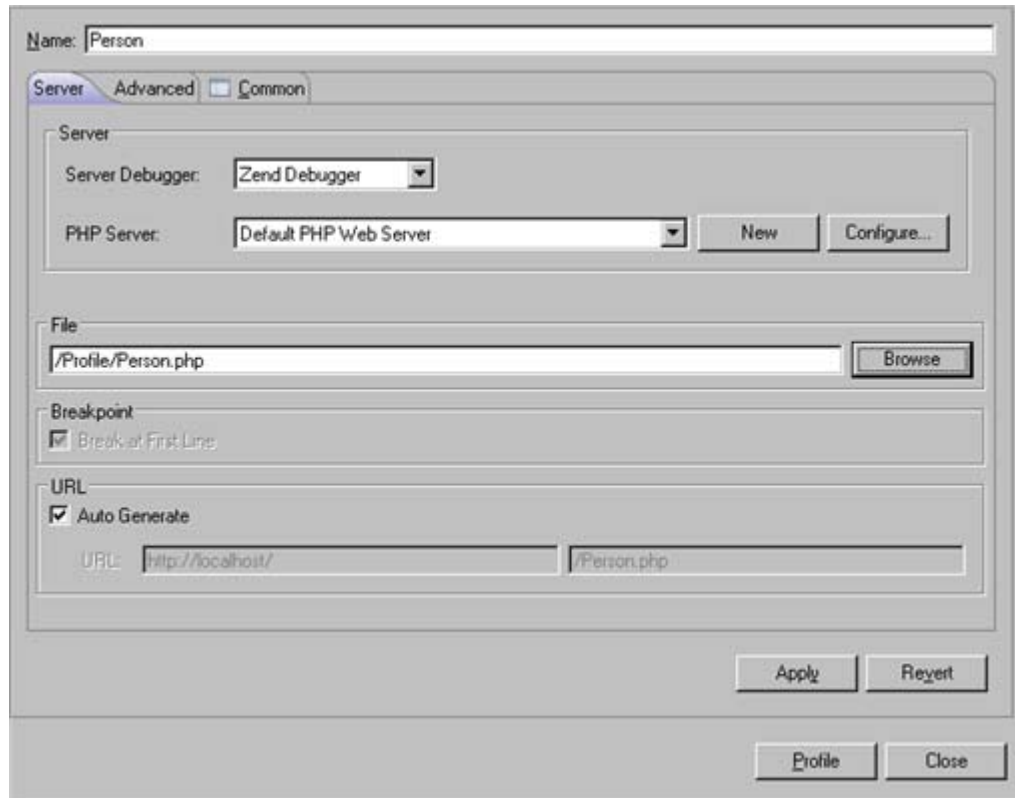 Name: Person
Server Advanced Common
Server
Server Debugger: Zend Debugger
PHP Server: Default PHP Web Server New Configure...
File
/Profile/Person.php Browse
Breakpoint
Break at First Line
URL
Auto Generate
URL: http://localhost/ /Person.php
Apply Revert
Profile Close